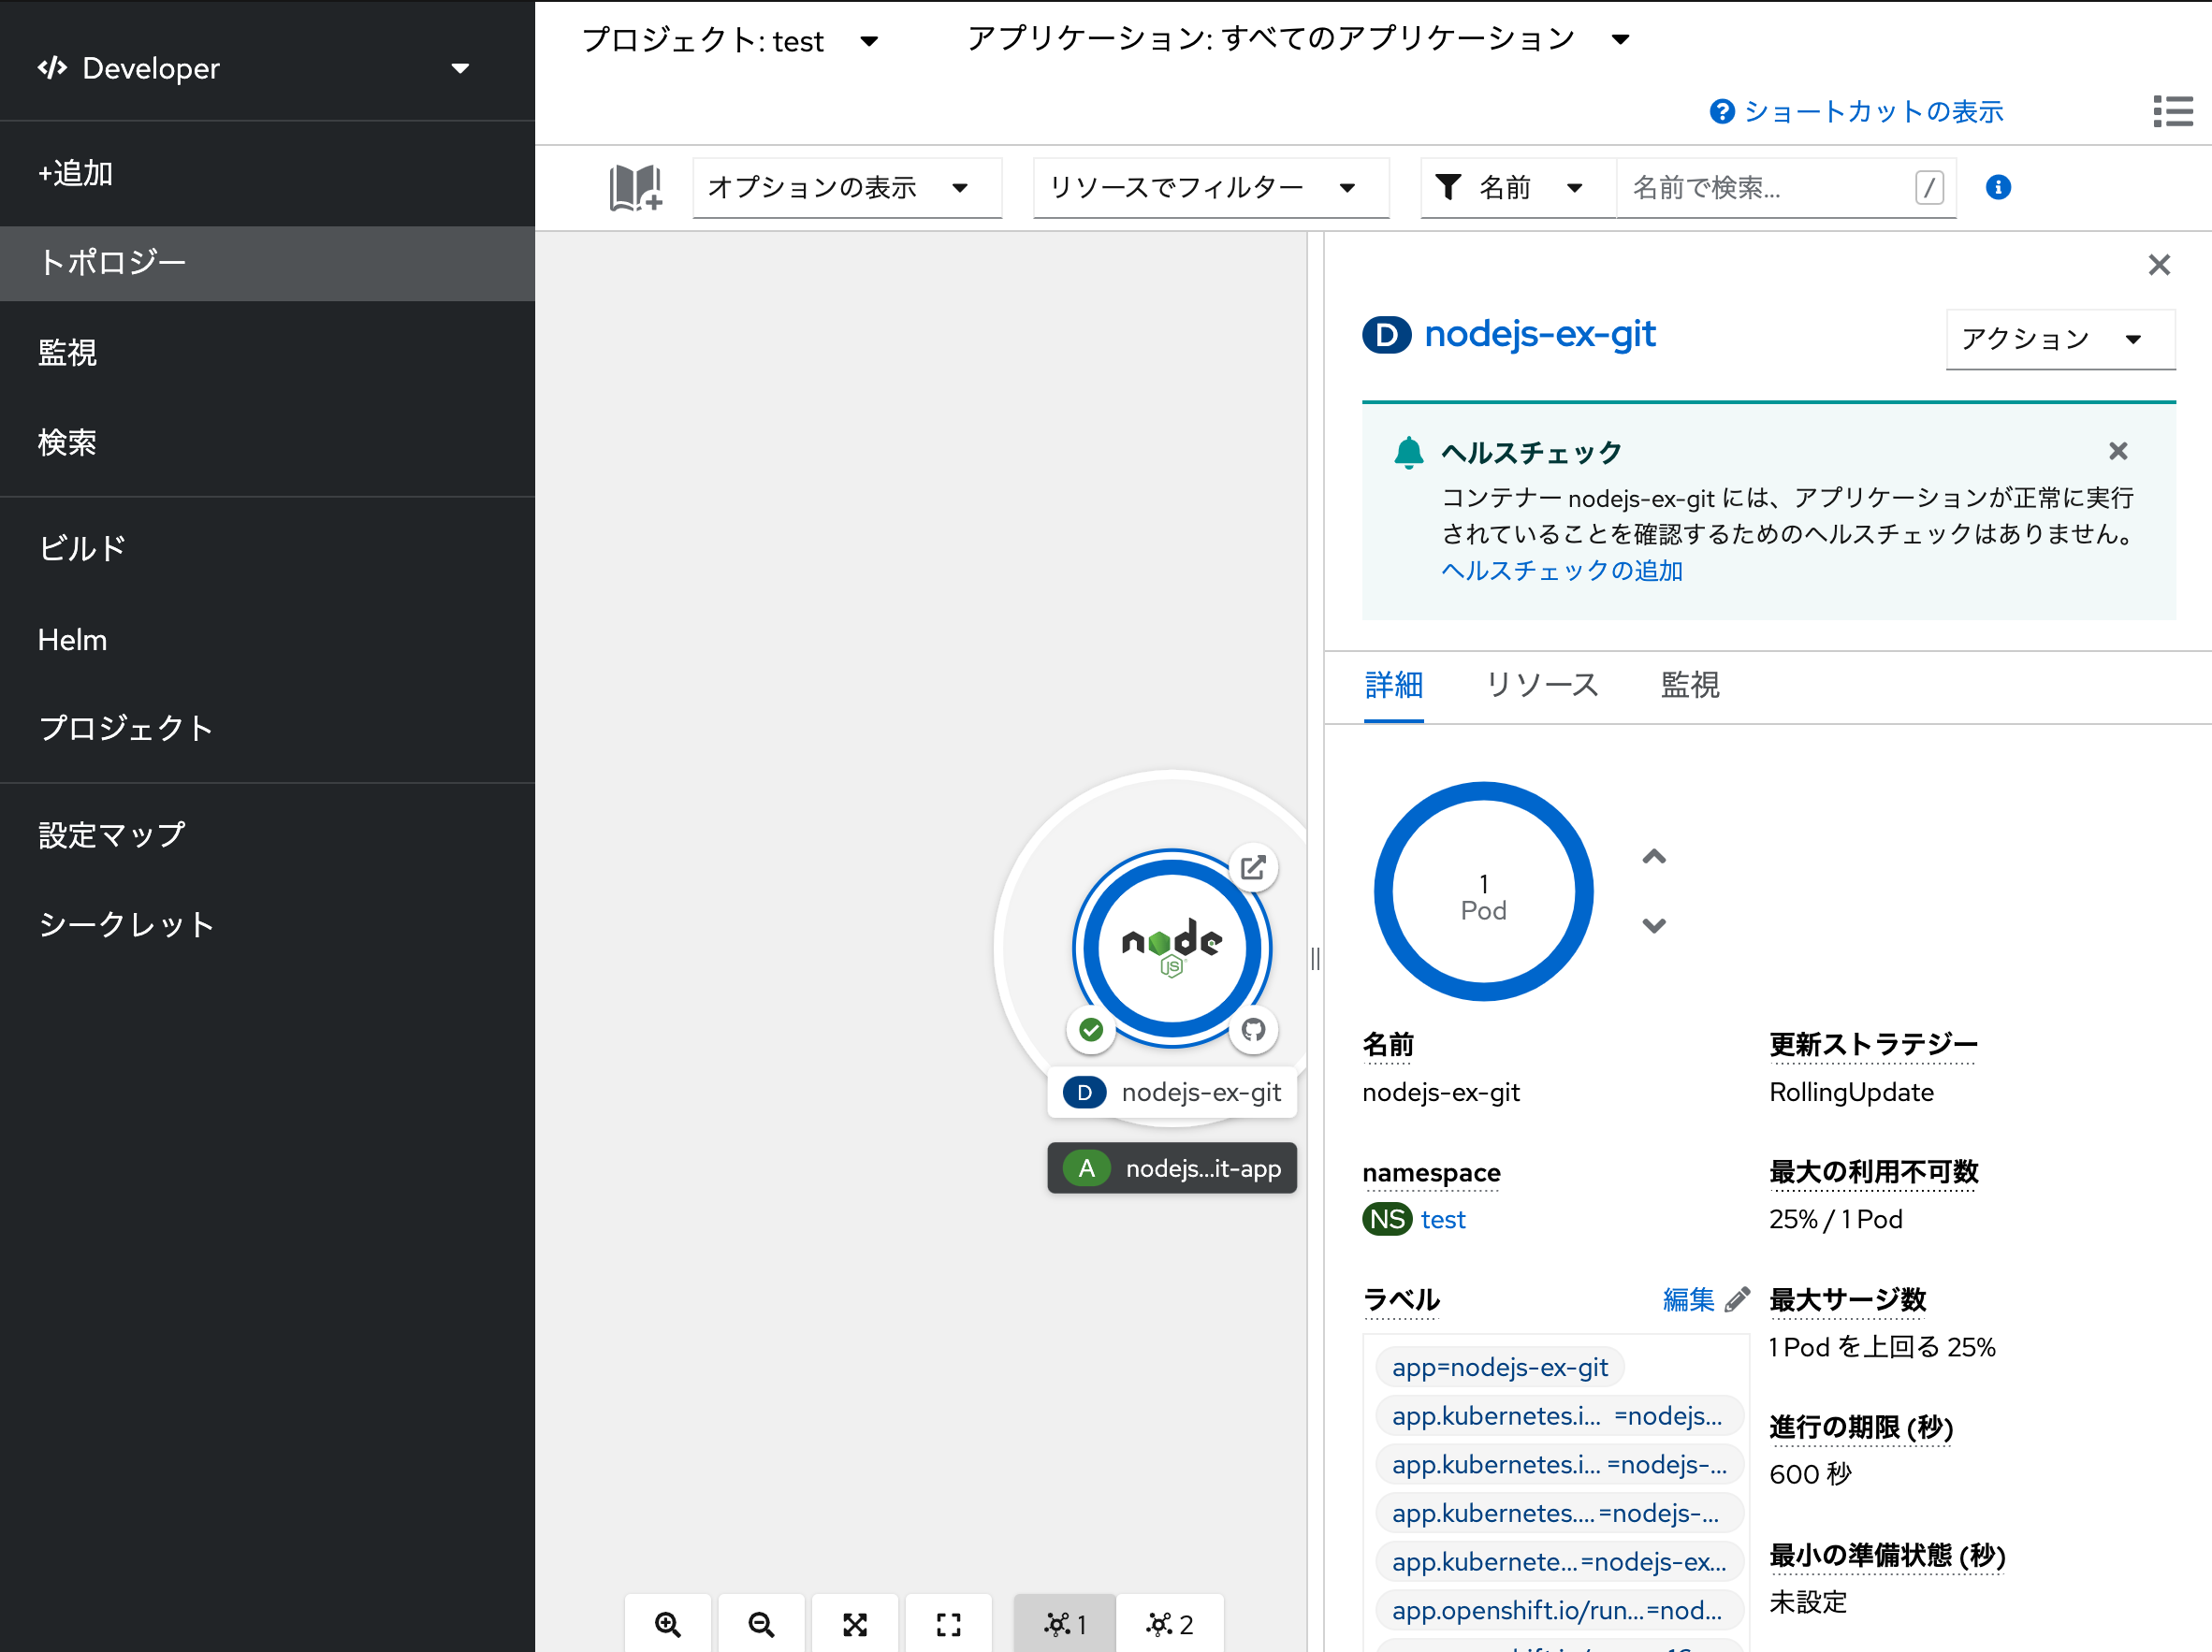 Developer
+追加
トポロジー
監視
検索
ビルド
Helm
プロジェクト
設定マップ
シークレット
プロジェクト: test
アプリケーション: すべてのアプリケーション
ショートカットの表示
オプションの表示
リソースでフィルター
名前
名前で検索...
/
node
JS
D nodejs-ex-git
A nodejs...it-app
1
2
D nodejs-ex-git
アクション
ヘルスチェック
コンテナー nodejs-ex-git には、アプリケーションが正常に実行
されていることを確認するためのヘルスチェックはありません。
ヘルスチェックの追加
詳細
リソース
監視
1
Pod
名前
nodejs-ex-git
namespace
NS test
ラベル
編集
app=nodejs-ex-git
app.kubernetes.i... =nodejs...
app.kubernetes.i... =nodejs-...
app.kubernetes....=nodejs-...
app.kubernete...=nodejs-ex...
app.openshift.io/run...=nod...
更新ストラテジー
RollingUpdate
最大の利用不可数
25% / 1 Pod
最大サージ数
1 Pod を上回る 25%
進行の期限 (秒)
600 秒
最小の準備状態 (秒)
未設定